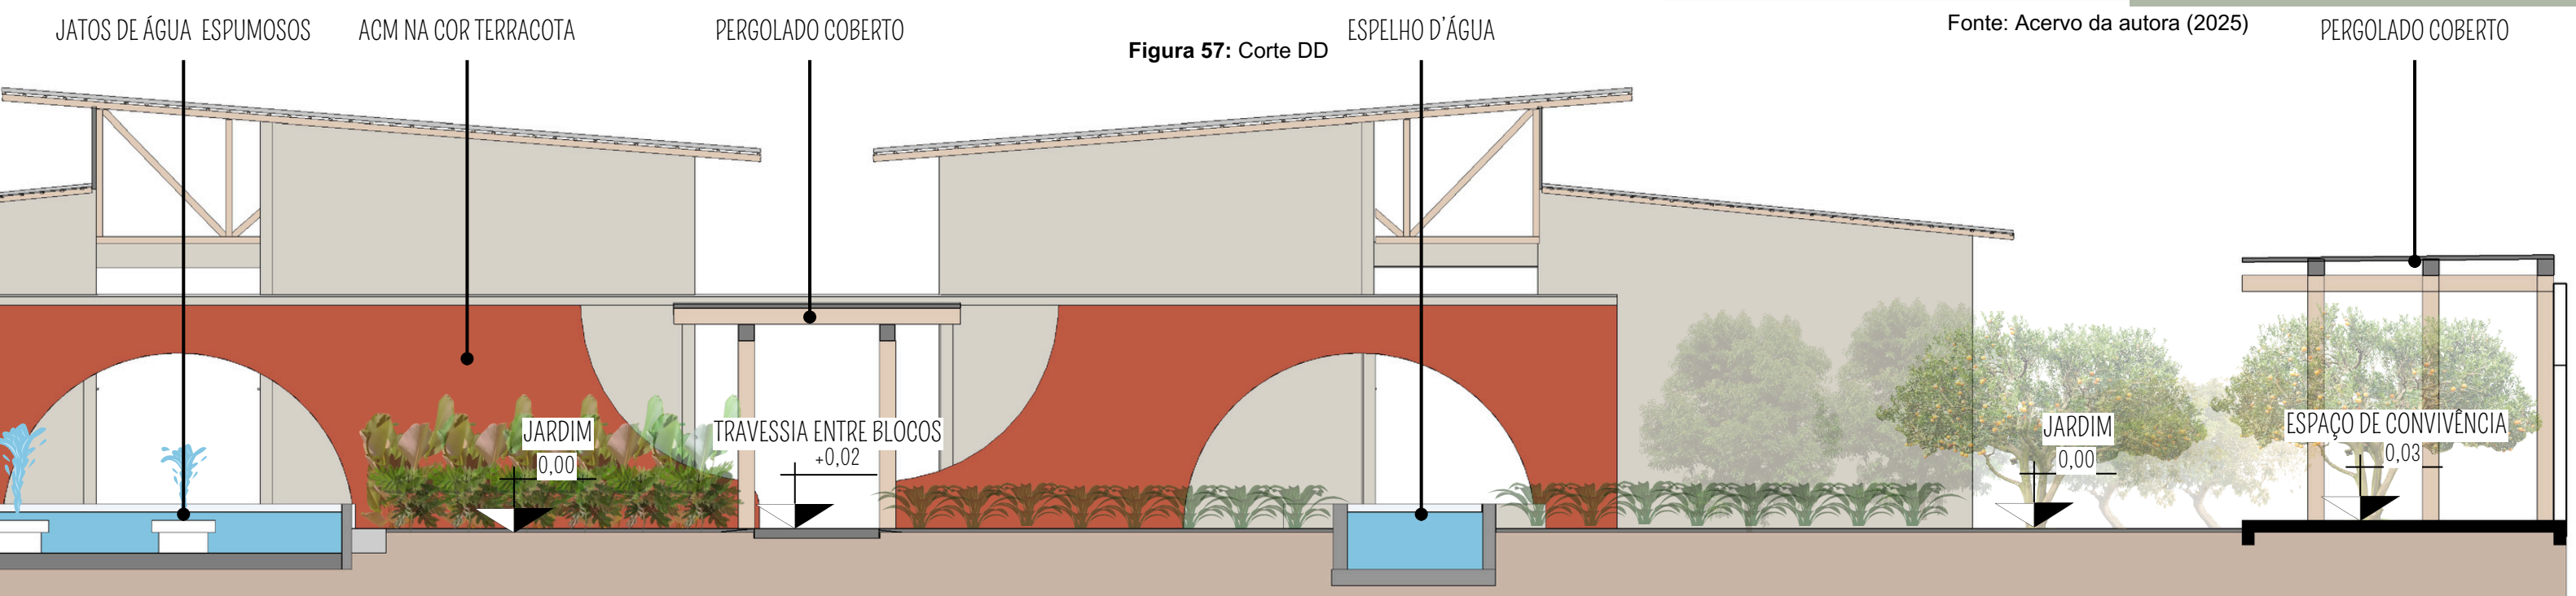 JATOS DE ÁGUA ESPUMOSOS
ACM NA COR TERRACOTA
PERGOLADO COBERTO
Figura 57: Corte DD
ESPELHO D'ÁGUA
Fonte: Acervo da autora (2025)
PERGOLADO COBERTO
JARDIM
0,00
TRAVESSIA ENTRE BLOCOS
+0,02
JARDIM
0,00
ESPAÇO DE CONVIVÊNCIA
0,03